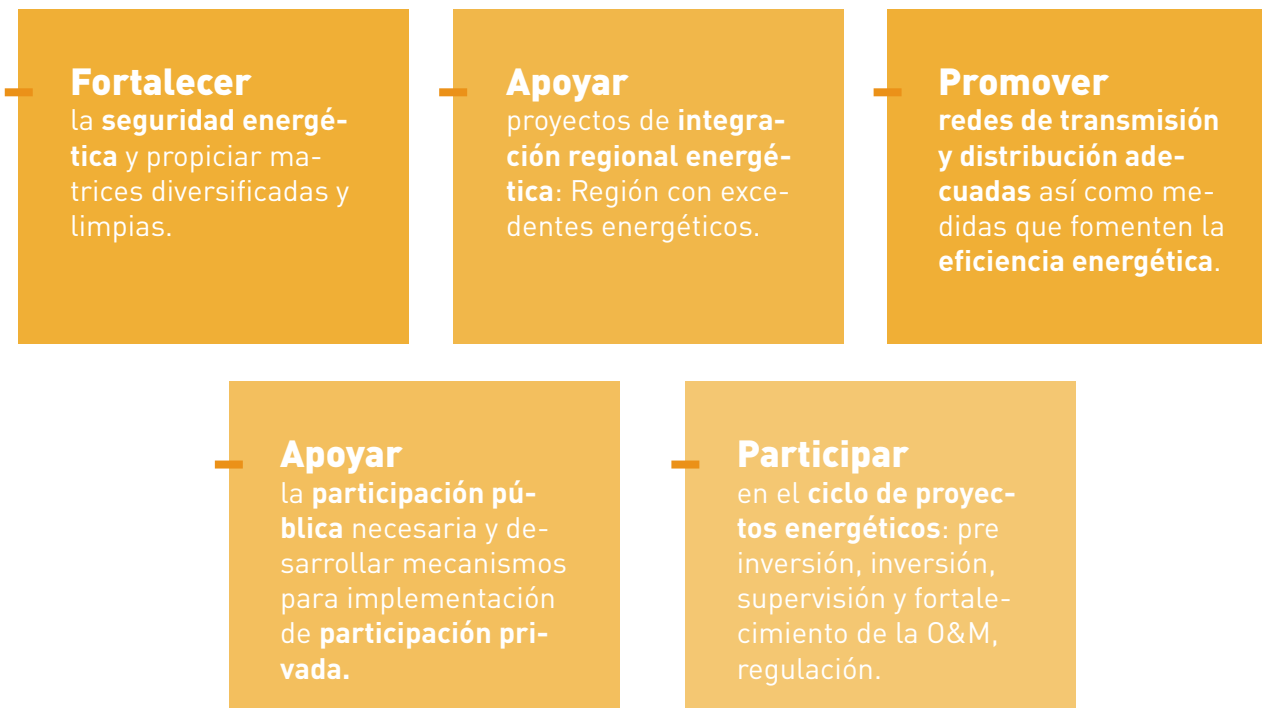 Fortalecer
la seguridad energé-
tica y propiciar ma-
trices diversificadas y
limpias.
Apoyar
proyectos de integra-
ción regional energé-
tica: Región con exce-
dentes energéticos.
Promover
redes de transmisión
y distribución ade-
cuadas así como me-
didas que fomenten la
eficiencia energética.
Apoyar
la participación pú-
blica necesaria y de-
sarrollar mecanismos
para implementación
de participación pri-
vada.
Participar
en el ciclo de proyec-
tos energéticos: pre
inversión, inversión,
supervisión y fortale-
cimiento de la O&M,
regulación.